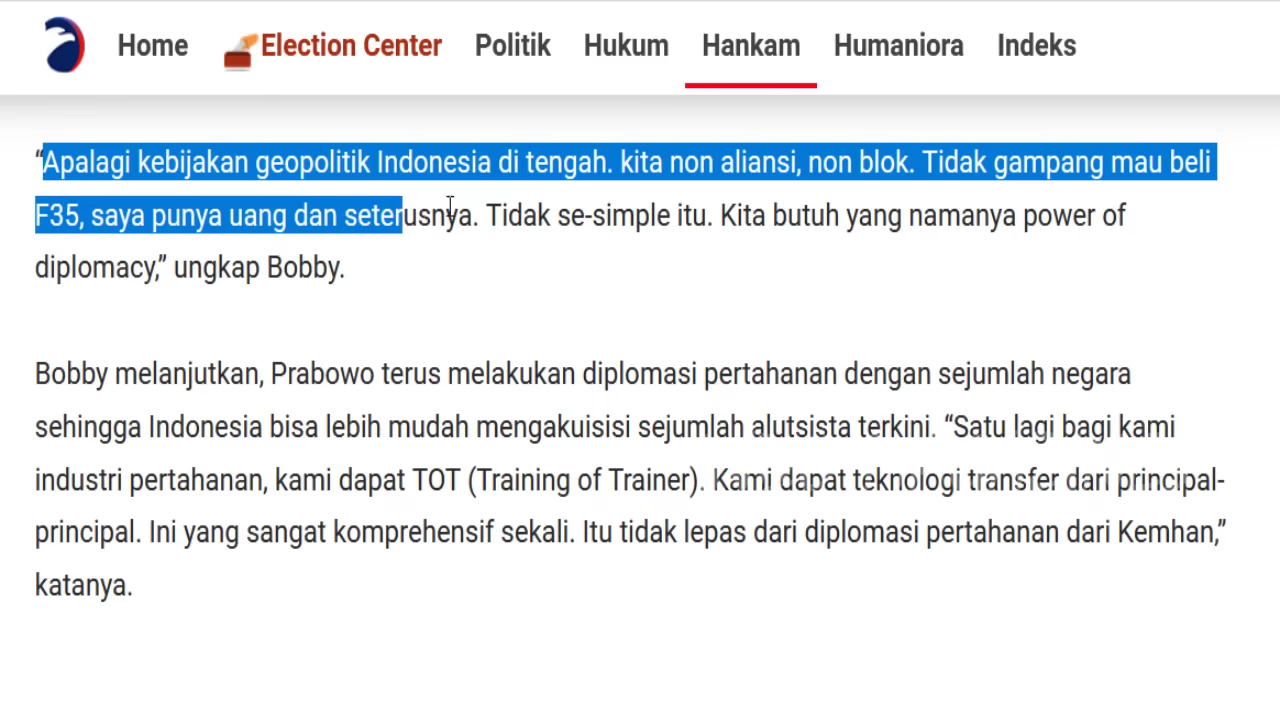 Home Election Center Politik Hukum Hankam Humaniora Indeks
“Apalagi kebijakan geopolitik Indonesia di tengah. kita non aliansi, non blok. Tidak gampang mau beli
F35, saya punya uang dan seterusnya. Tidak se-simple itu. Kita butuh yang namanya power of
diplomacy,” ungkap Bobby.
Bobby melanjutkan, Prabowo terus melakukan diplomasi pertahanan dengan sejumlah negara
sehingga Indonesia bisa lebih mudah mengakuisisi sejumlah alutsista terkini. “Satu lagi bagi kami
industri pertahanan, kami dapat TOT (Training of Trainer). Kami dapat teknologi transfer dari principal-
principal. Ini yang sangat komprehensif sekali. Itu tidak lepas dari diplomasi pertahanan dari Kemhan,”
katanya.